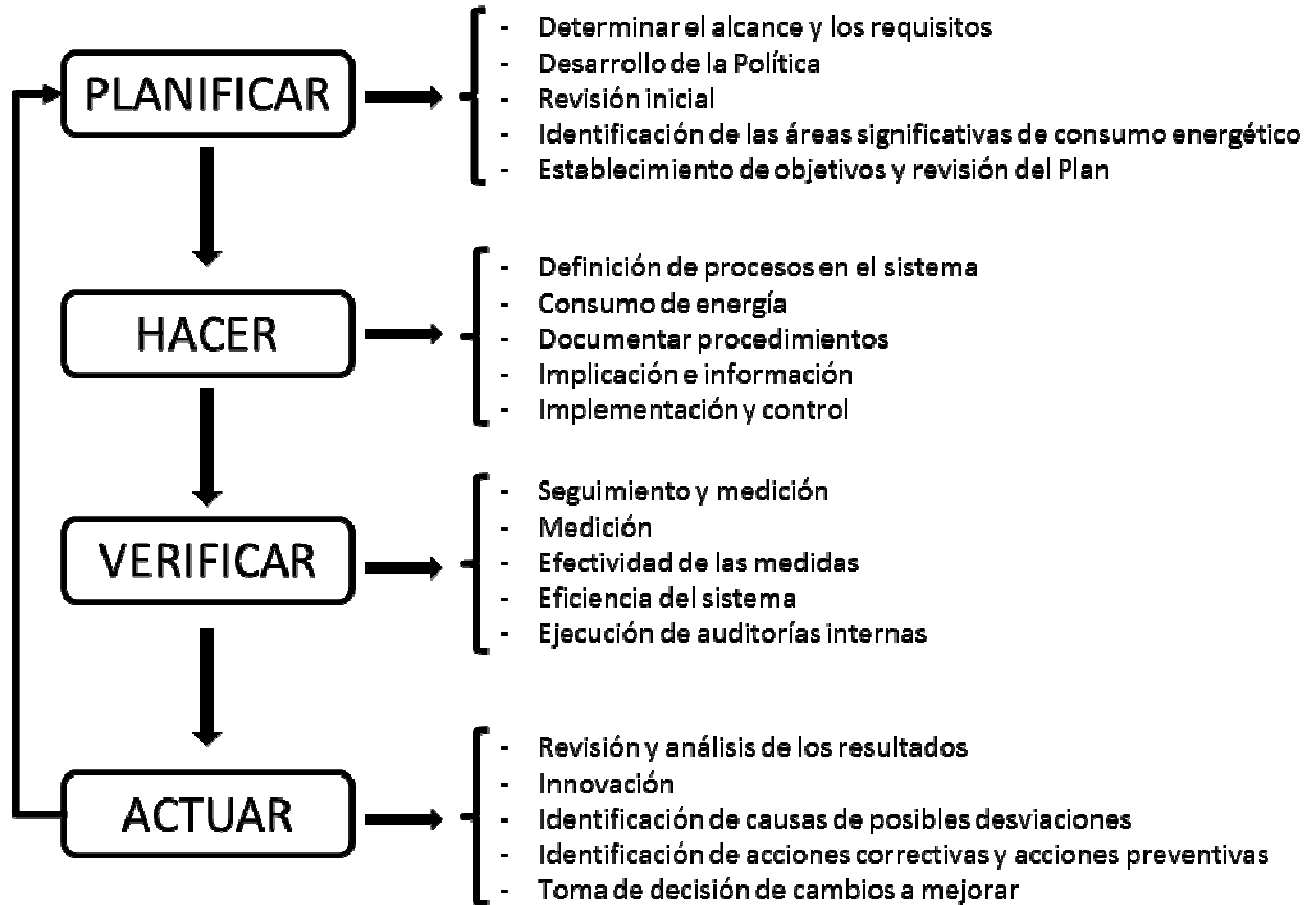 PLANIFICAR
- Determinar el alcance y los requisitos
- Desarrollo de la Política
- Revisión inicial
- Identificación de las áreas significativas de consumo energético
- Establecimiento de objetivos y revisión del Plan
HACER
- Definición de procesos en el sistema
- Consumo de energía
- Documentar procedimientos
- Implicación e información
- Implementación y control
VERIFICAR
- Seguimiento y medición
- Medición
- Efectividad de las medidas
- Eficiencia del sistema
- Ejecución de auditorías internas
ACTUAR
- Revisión y análisis de los resultados
- Innovación
- Identificación de causas de posibles desviaciones
- Identificación de acciones correctivas y acciones preventivas
- Toma de decisión de cambios a mejorar